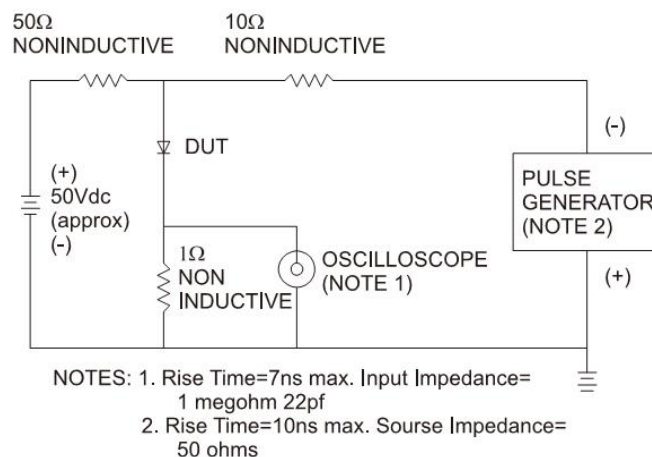 50Ω
NONINDUCTIVE
10Ω
NONINDUCTIVE
DUT
(+)
50Vdc
(approx)
(-)
1Ω
NON
INDUCTIVE
OSCILLOSCOPE
(NOTE 1)
(-)
PULSE
GENERATOR
(NOTE 2)
(+)
NOTES: 1. Rise Time=7ns max. Input Impedance=
1 megohm 22pf
2. Rise Time=10ns max. Sourse Impedance=
50 ohms